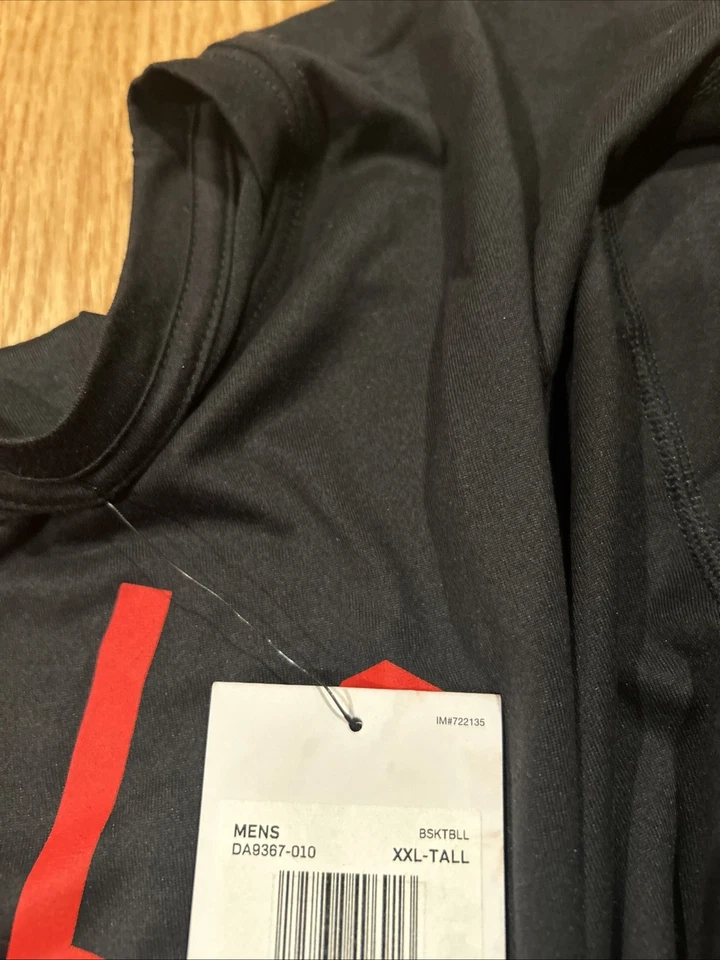 IM#722135
MENS BSKTBLL
DA9367-010 XXL-TALL